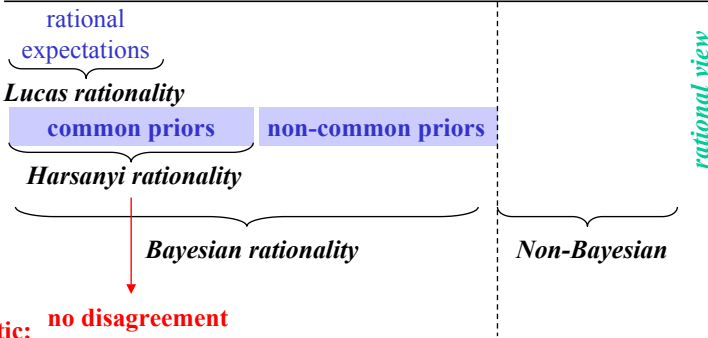 rational
expectations
Lucas rationality
common priors
non-common priors
rational view
Harsanyi rationality
Bayesian rationality
Non-Bayesian
no disagreement
tic: